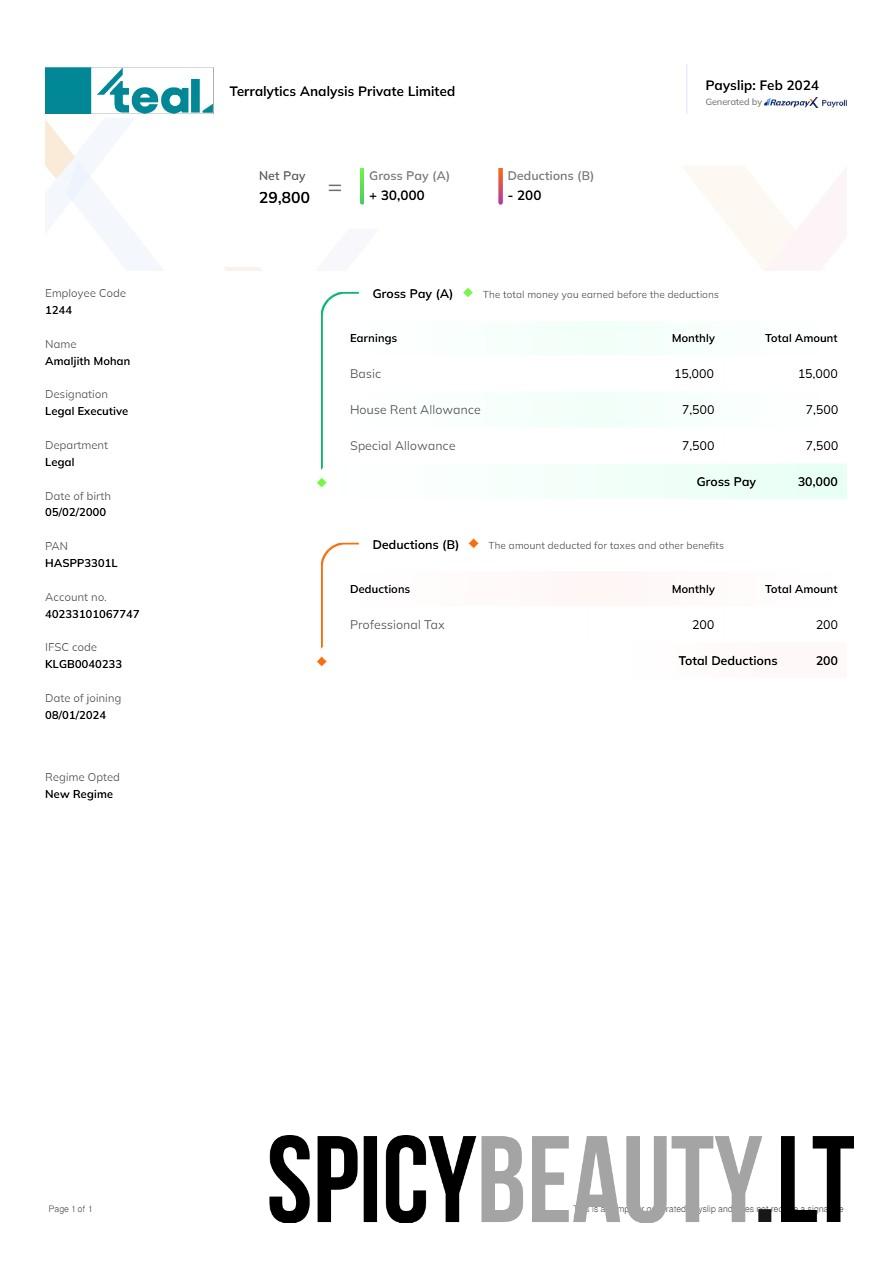 teal.
Terralytics Analysis Private Limited
Payslip: Feb 2024
Generated by RazorpayX Payroll
Net Pay = Gross Pay (A) Deductions (B)
29,800 + 30,000 - 200
Employee Code
1244
Name
Amaljith Mohan
Designation
Legal Executive
Department
Legal
Date of birth
05/02/2000
PAN
HASPP3301L
Account no.
40233101067747
IFSC code
KLGB0040233
Date of joining
08/01/2024
Regime Opted
New Regime
Gross Pay (A) The total money you earned before the deductions
Earnings Monthly Total Amount
Basic 15,000 15,000
House Rent Allowance 7,500 7,500
Special Allowance 7,500 7,500
Gross Pay 30,000
Deductions (B) The amount deducted for taxes and other benefits
Deductions Monthly Total Amount
Professional Tax 200 200
Total Deductions 200
SPICYBEAUTY.LT
Page 1 of 1
This is a generated payslip and does not require a signature